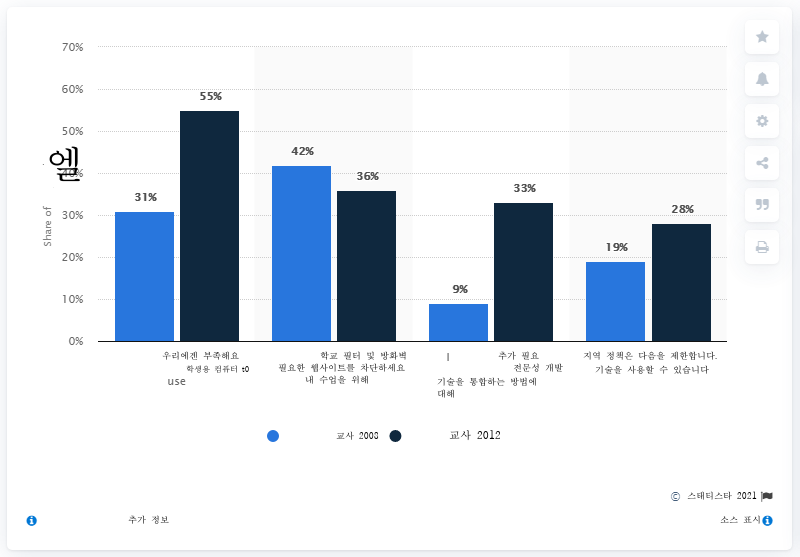 70%
60%
55%
50%
42%
엘
40%
36%
33%
31%
30%
28%
Share of
20%
19%
10%
9%
0%
우리에겐 부족해요
학생용 컴퓨터 t0
use
학교 필터 및 방화벽
필요한 웹사이트를 차단하세요
내 수업을 위해
| 추가 필요
전문성 개발
기술을 통합하는 방법에
대해
지역 정책은 다음을 제한합니다.
기술을 사용할 수 있습니다
교사 2008
교사 2012
© 스태티스타 2021
추가 정보
소스 표시